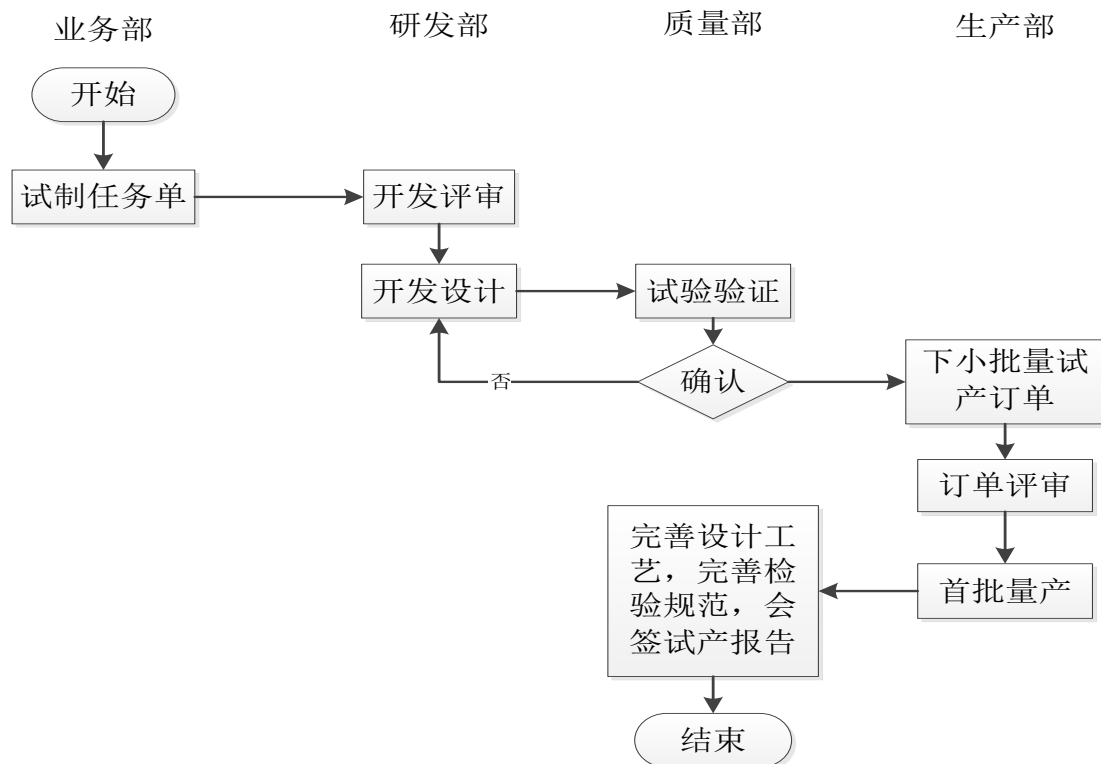 业务部
研发部
质量部
生产部
开始
试制任务单
开发评审
开发设计
试验验证
否
确认
下小批量试
产订单
订单评审
首批量产
完善设计工
艺，完善检
验规范，会
签试产报告
结束